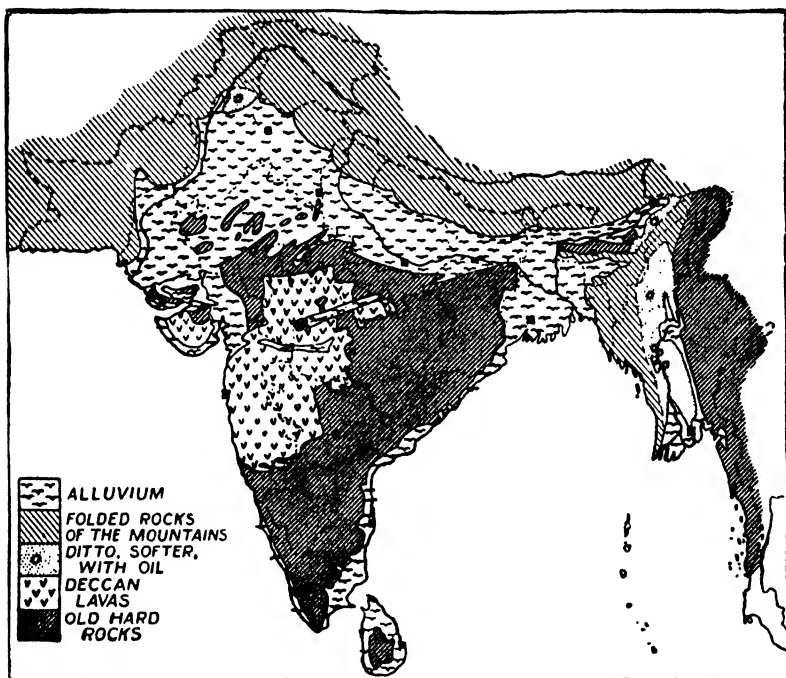 ALLUVIUM
FOLDED ROCKS
OF THE MOUNTAINS
DITTO, SOFTER,
WITH OIL
DECCAN
LAVAS
OLD HARD
ROCKS